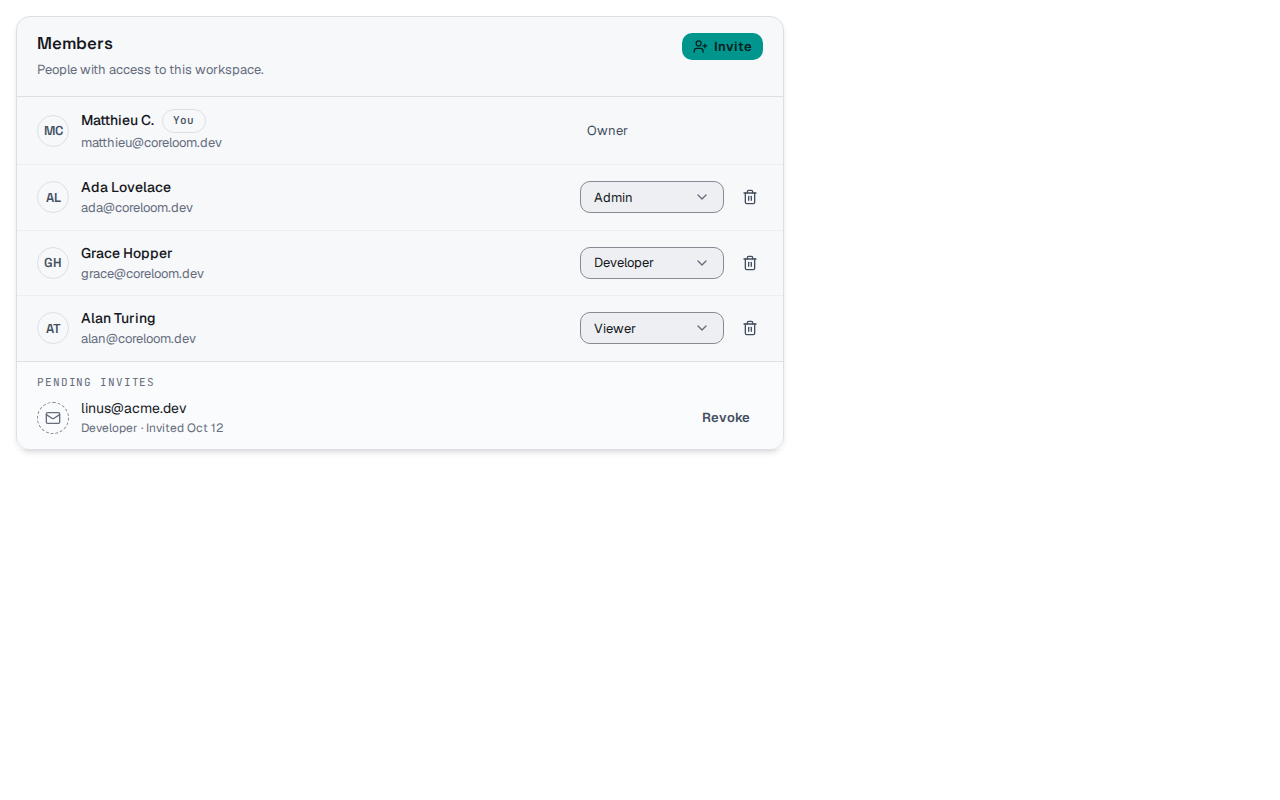 Members
Invite
People with access to this workspace.
MC
Matthieu C.
You
matthieu@coreloom.dev
Owner
AL
Ada Lovelace
ada@coreloom.dev
Admin
GH
Grace Hopper
grace@coreloom.dev
Developer
AT
Alan Turing
alan@coreloom.dev
Viewer
PENDING INVITES
linus@acme.dev
Developer · Invited Oct 12
Revoke